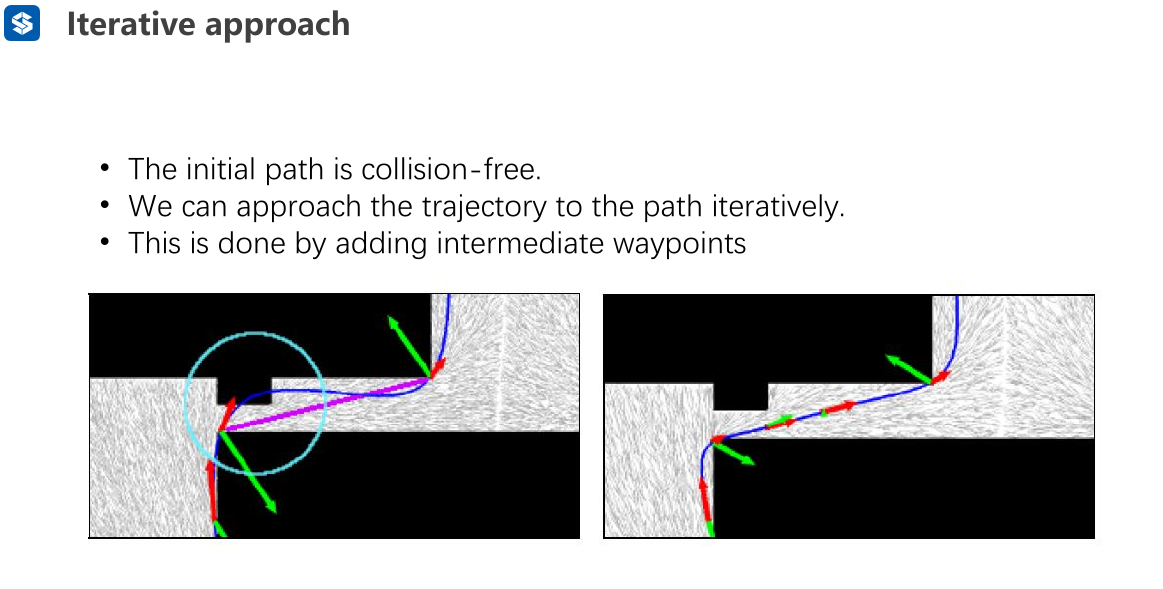 Iterative approach
• The initial path is collision-free.
• We can approach the trajectory to the path iteratively.
• This is done by adding intermediate waypoints